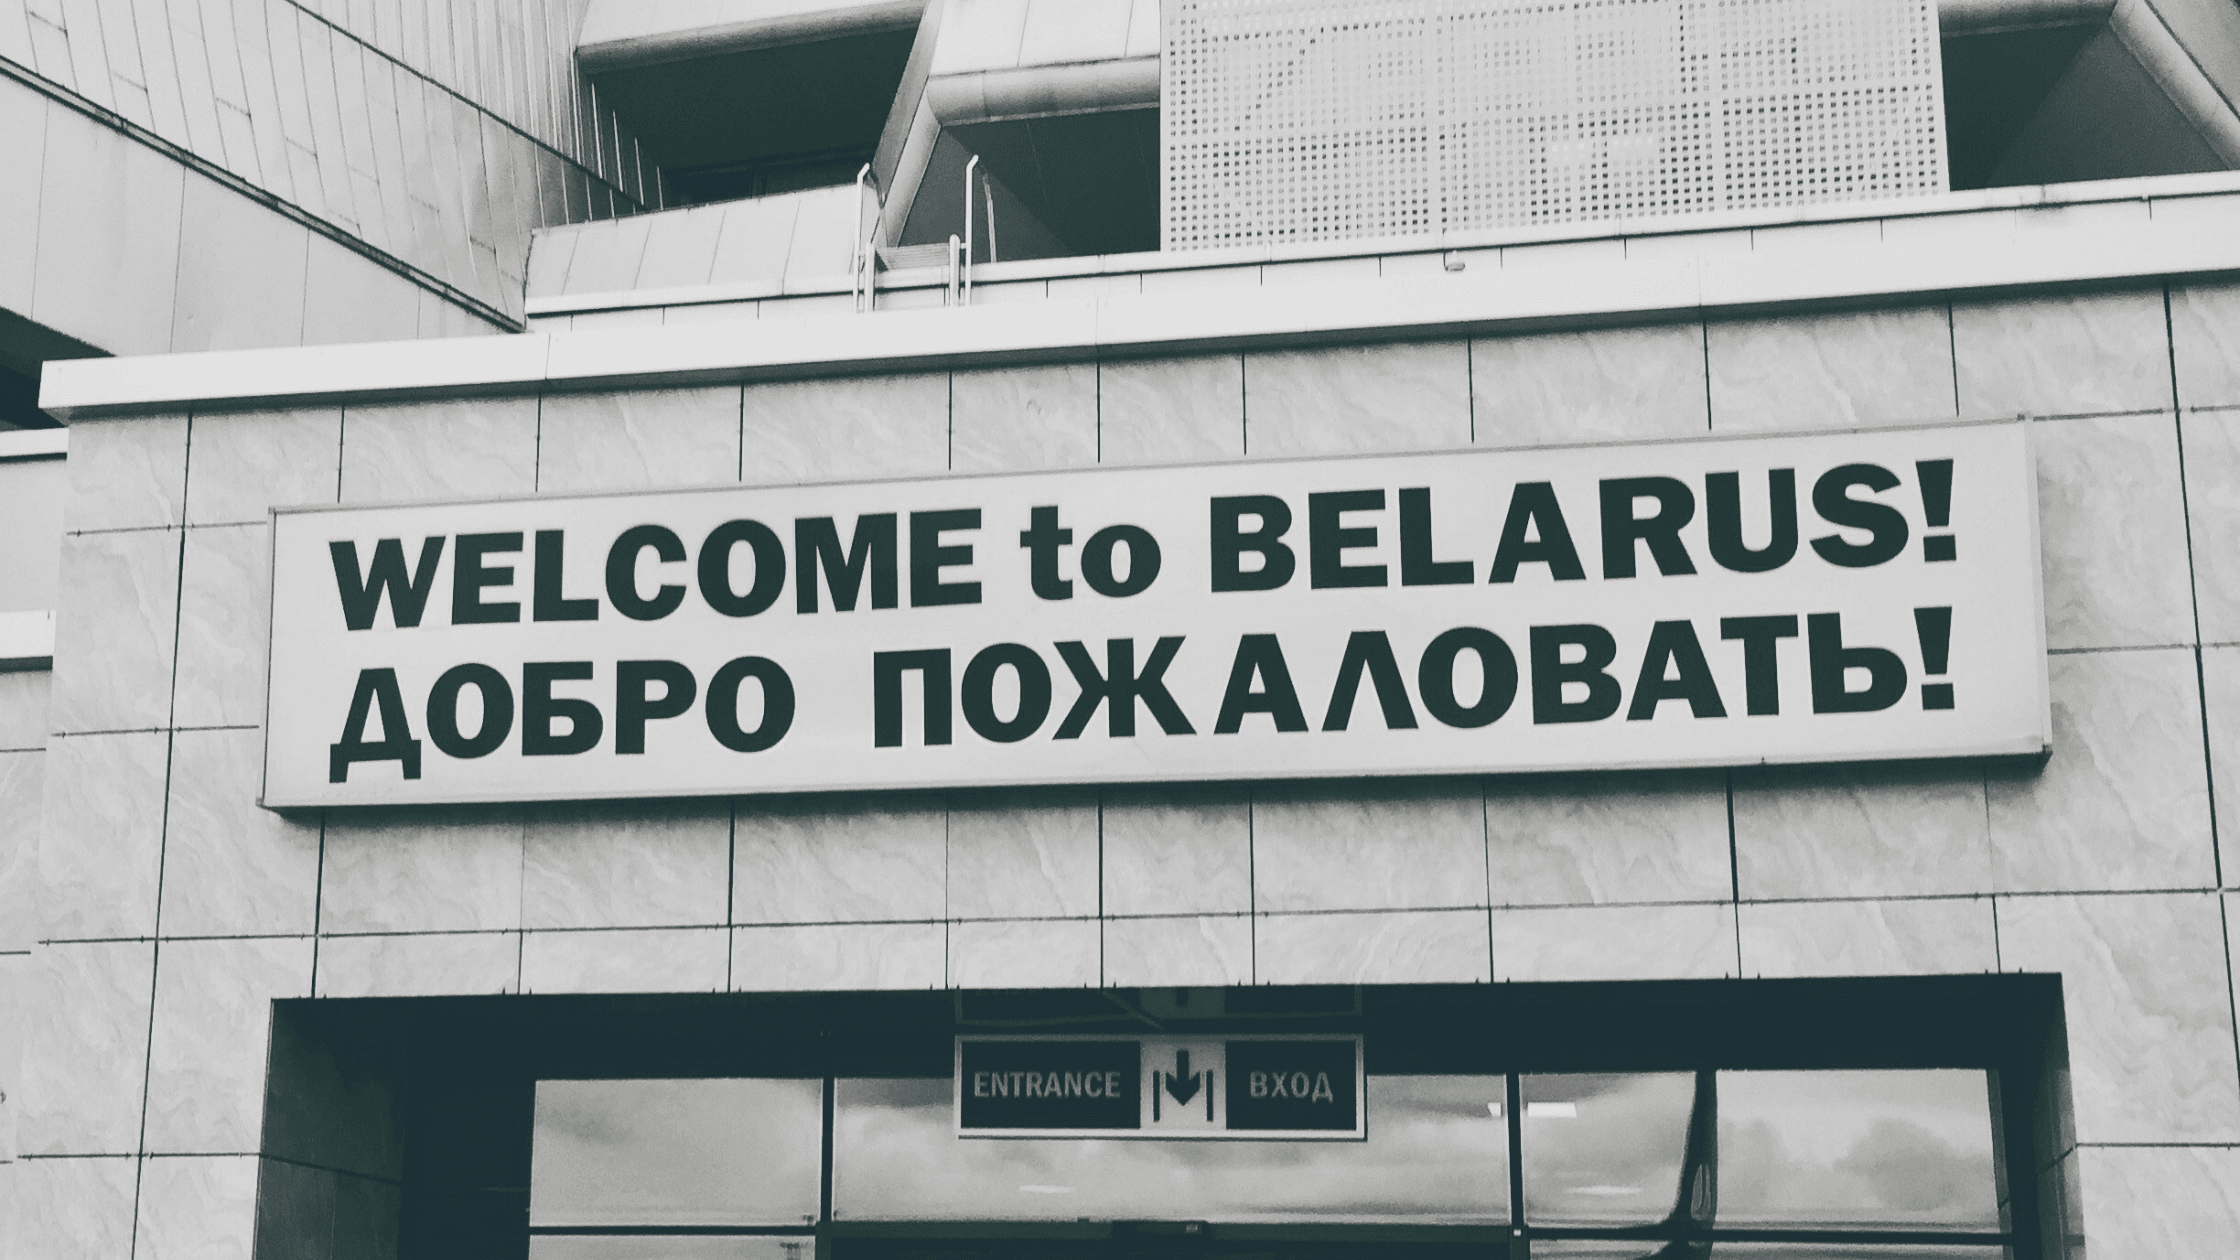 WELCOME to BELARUS!
ДОБРО ПОЖАЛОВАТЬ!
ENTRANCE ВХОД